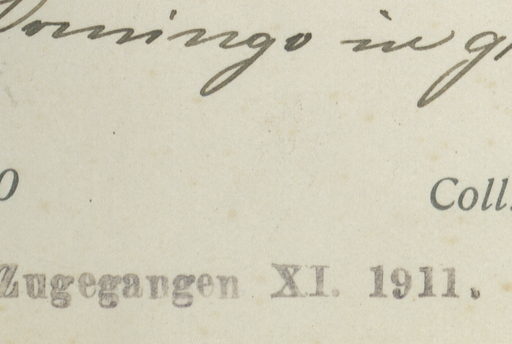 Domingo in
Coll.
Zugegangen XI. 1911.